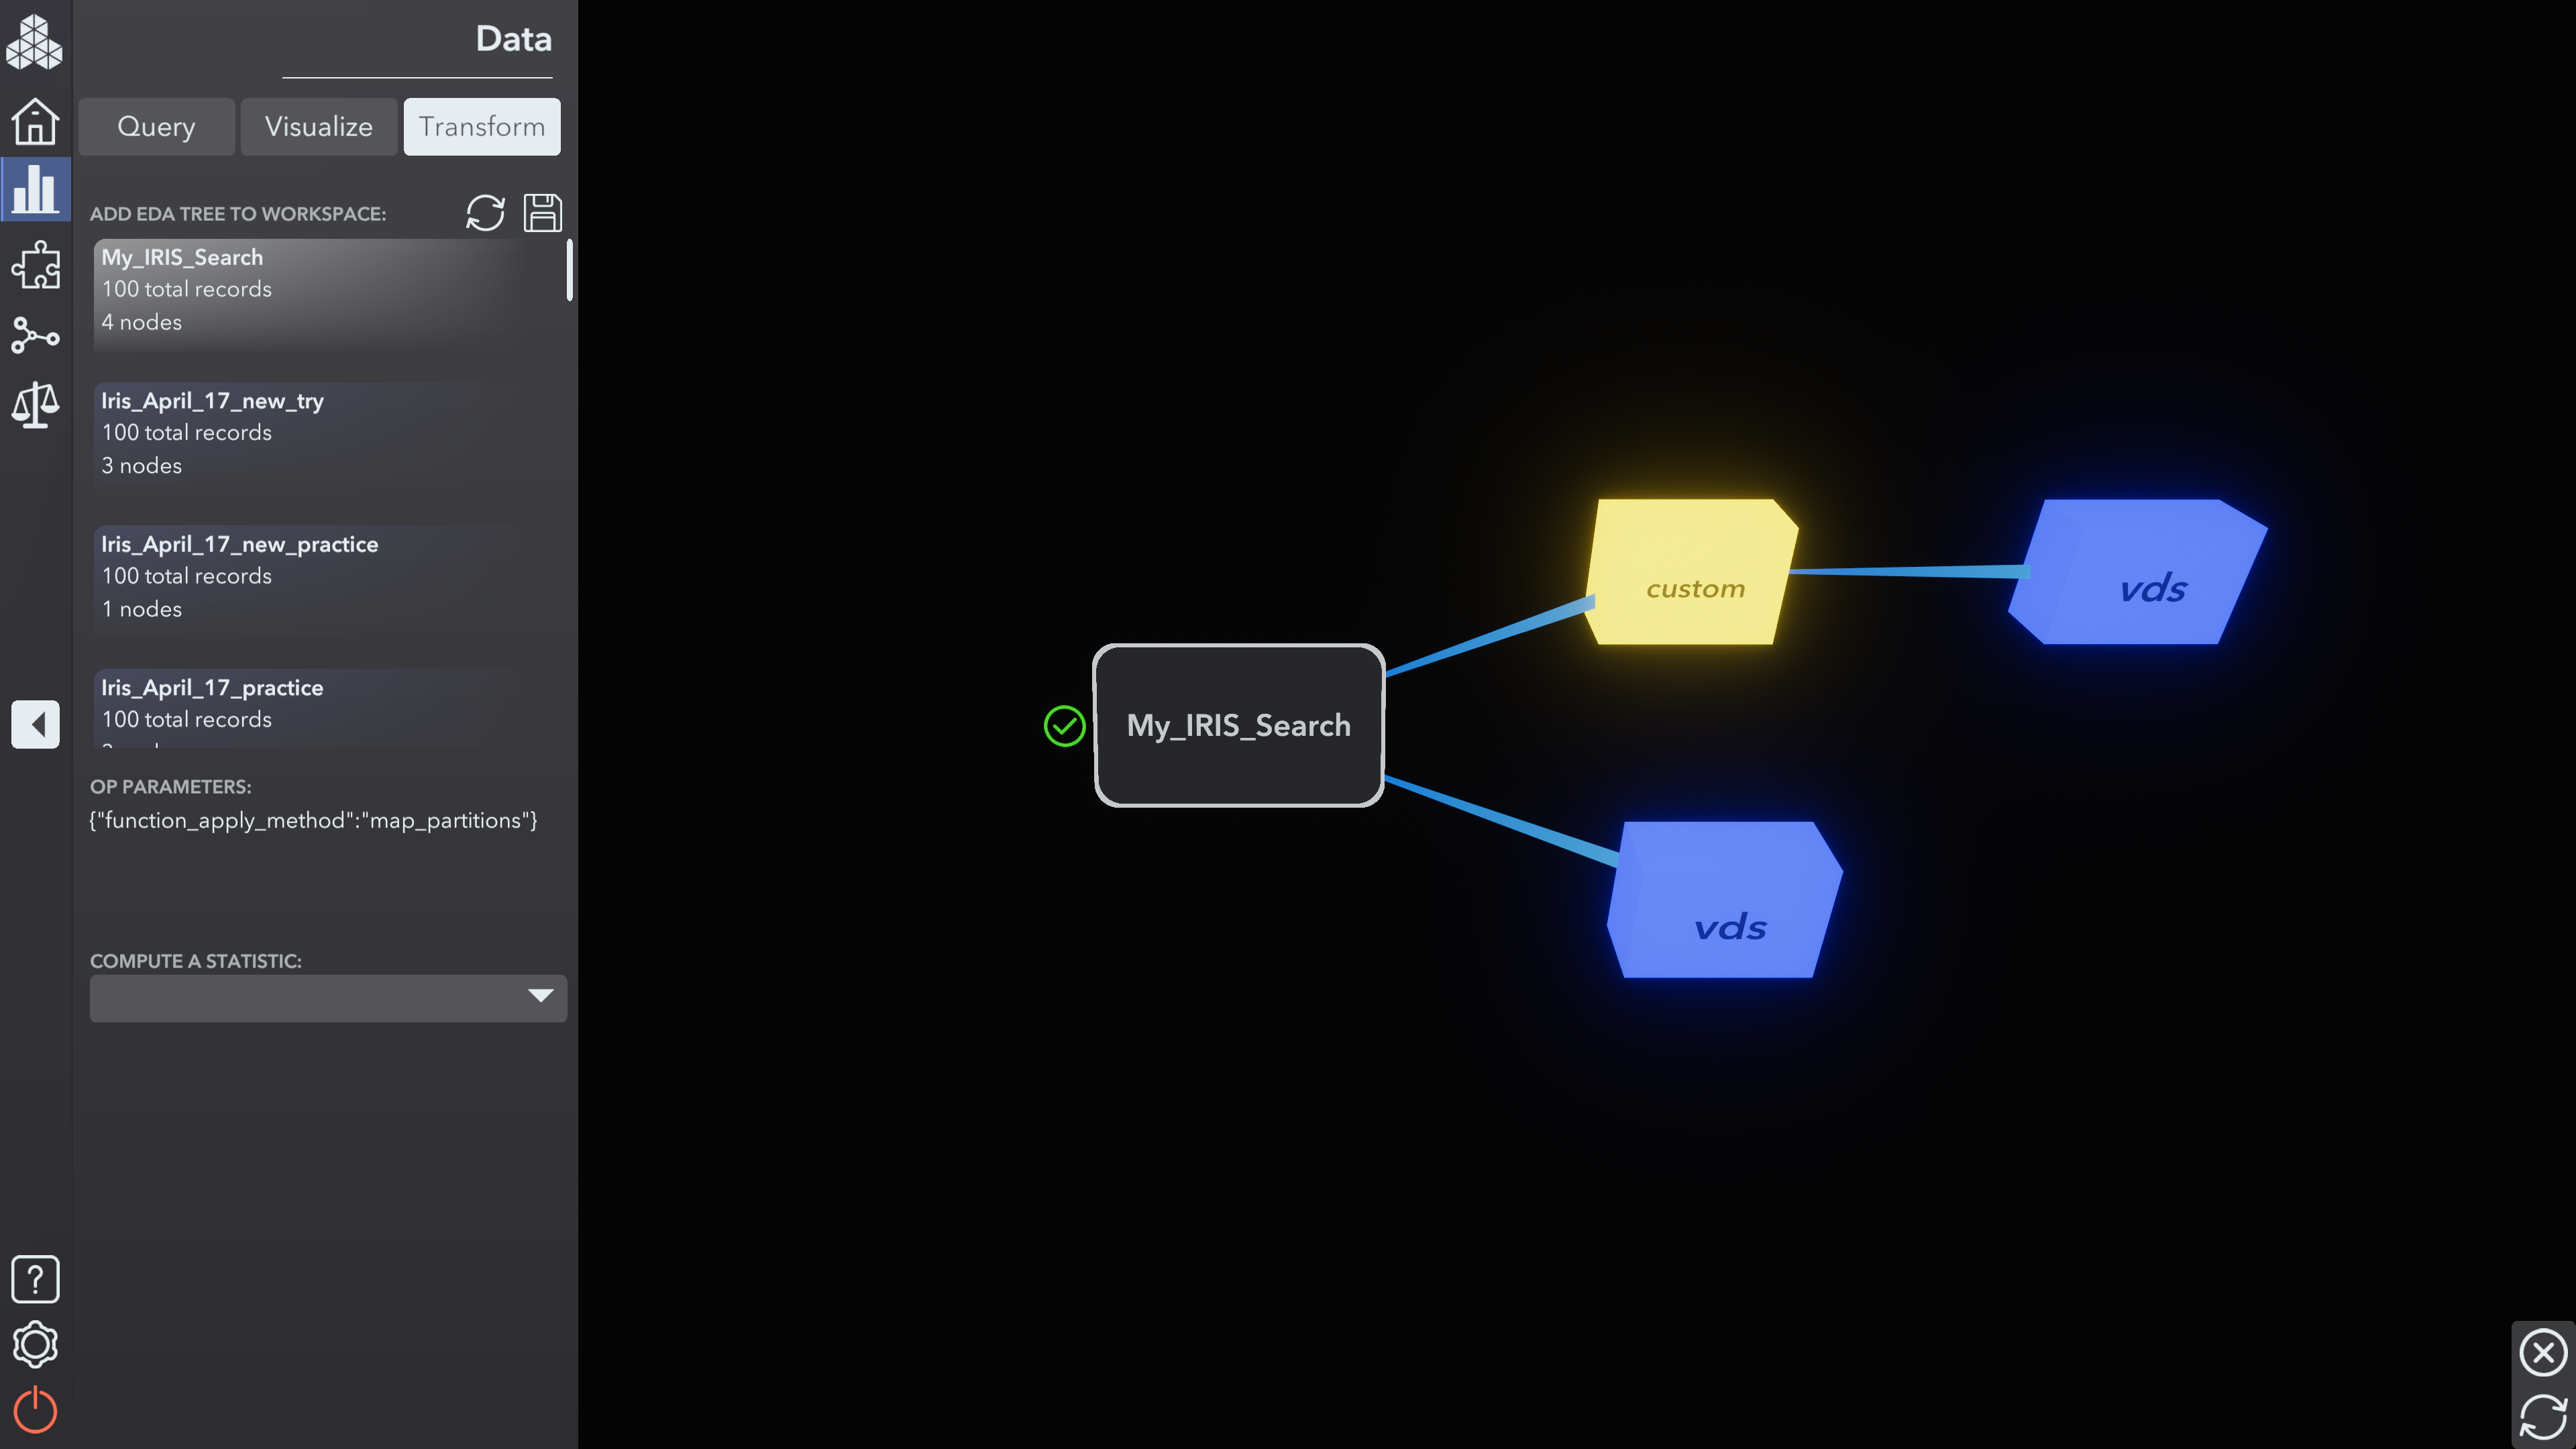 Data
Query
Visualize
Transform
ADD EDA TREE TO WORKSPACE:
My_IRIS_Search
100 total records
4 nodes
Iris_April_17_new_try
100 total records
3 nodes
Iris_April_17_new_practice
100 total records
1 nodes
Iris_April_17_practice
100 total records
OP PARAMETERS:
{"function_apply_method":"map_partitions"}
COMPUTE A STATISTIC:
?
custom
vds
My_IRIS_Search
vds